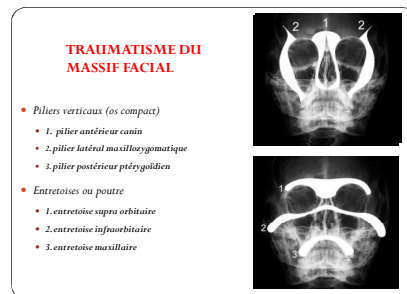 TRAUMATISME DU
MASSIF FACIAL
Piliers verticaux (os compact)
1. pilier antérieur canin
2. pilier latéral maxillozygomatique
3. pilier postérieur ptérygoïdien
Entretoises ou poutre
1. entretoise supra orbitaire
2. entretoise infraorbitaire
3. entretoise maxillaire
2 1 2
1
2
3